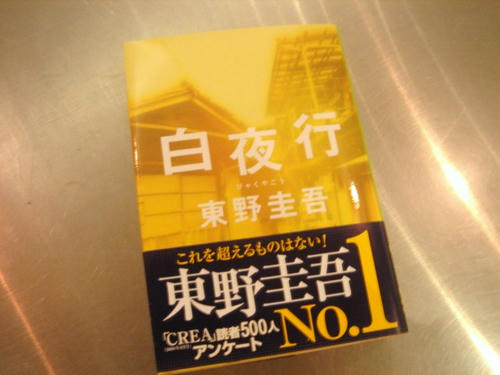 白夜行
びゃくやこう
東野圭吾
これを超えるものはない!
東野圭吾
No.1
「CREA」読者500人
アンケート